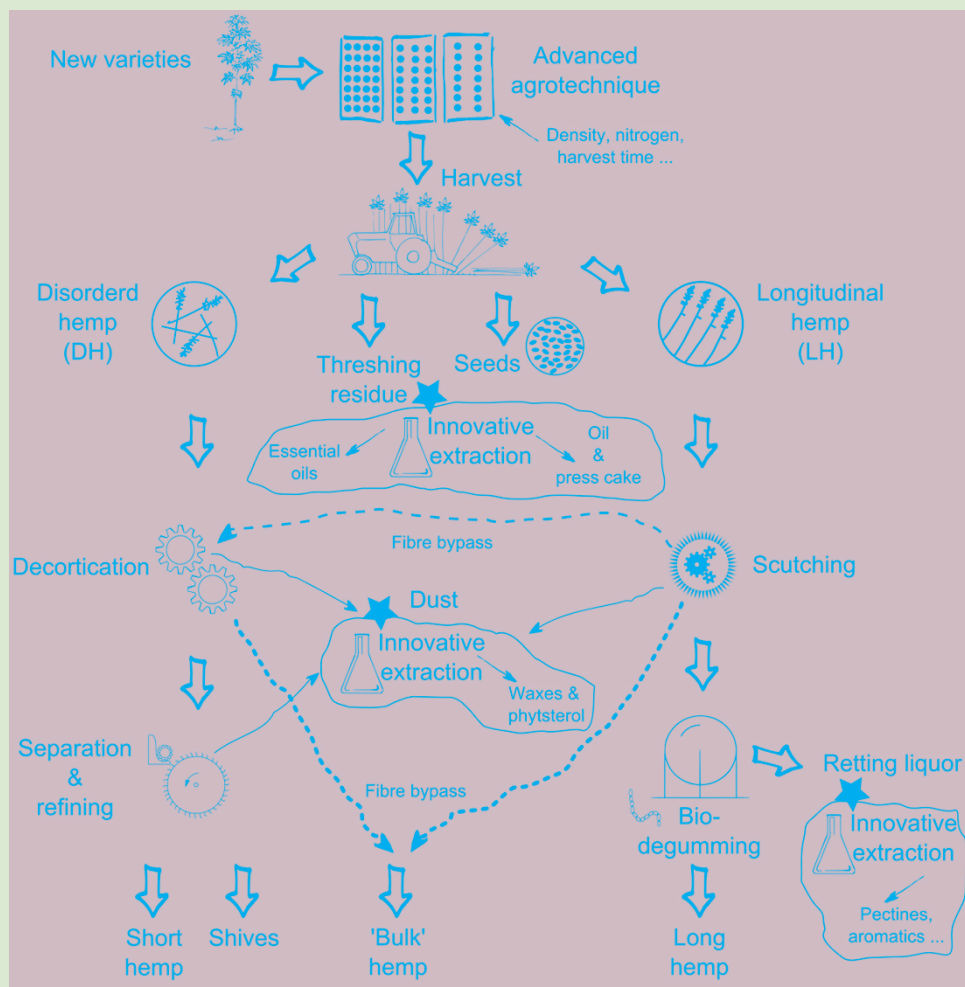 New varieties
Advanced
agrotechnique
Density, nitrogen,
harvest time ...
Harvest
Disorderd
hemp
(DH)
Longitudinal
hemp
(LH)
Threshing
residue
Seeds
Innovative
extraction
Essential
oils
Oil
&
press cake
Fibre bypass
Decortication
Scutching
Dust
Innovative
extraction
Waxes &
phytsterol
Separation
&
refining
Fibre bypass
Bio-
degumming
Retting liquor
Innovative
extraction
Pectines,
aromatics ...
Short
hemp
Shives
'Bulk'
hemp
Long
hemp